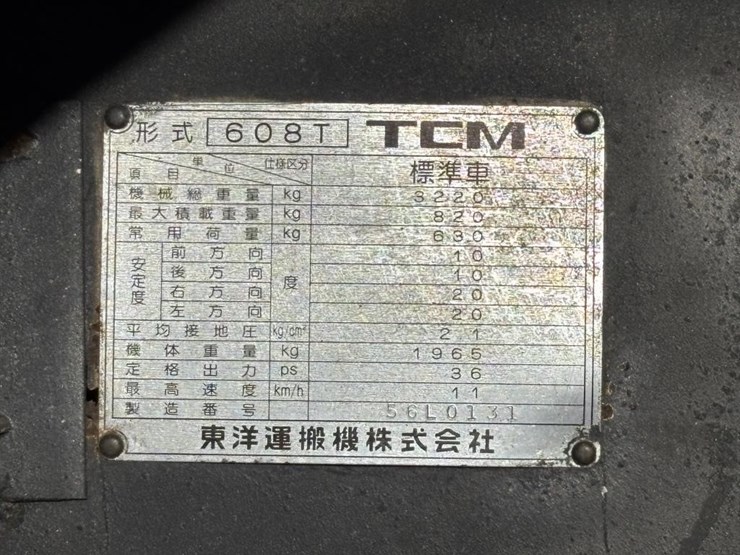 形式 608T TCM
項目 単位 仕様区分 標準車
機械総重量 kg 3220
最大積載重量 kg 820
常用荷重 kg 630
安定度 前方向 度 10
後方向 10
右方向 20
左方向 20
平均接地圧 kg/cm² 2.1
機体重量 kg 1965
定格出力 ps 36
最高速度 km/h 11
製造番号 56L0131
東洋運搬機株式会社